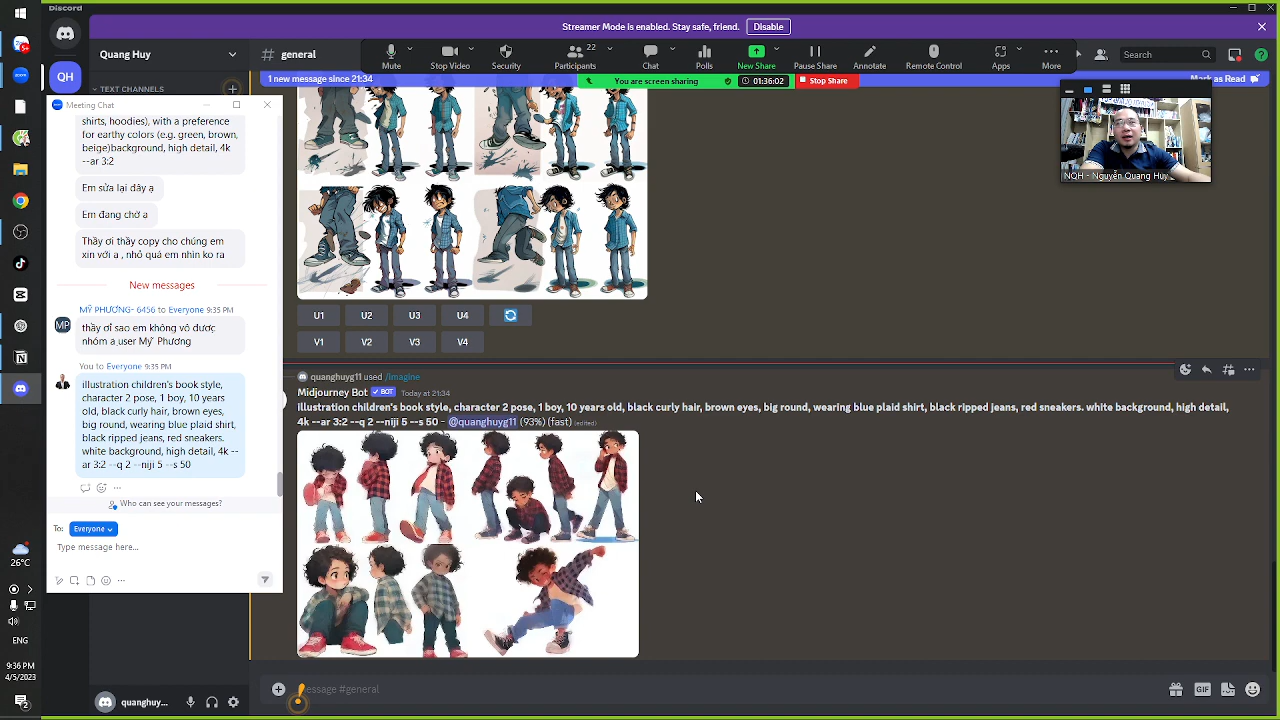 Discord
Streamer Mode is enabled. Stay safe, friend.
Disable
Quang Huy
# general
Mute
Stop Video
Security
22
Participants
Chat
Polls
New Share
Pause Share
Annotate
Remote Control
Apps
More
Search
1 new message since 21:34
You are screen sharing
01:36:02
Stop Share
Mark as Read
QH
TEXT CHANNELS
Meeting Chat
shirts, hoodies), with a preference
for earthy colors (e.g. green, brown,
beige)background, high detail, 4k
--ar 3:2
Em sửa lại đây ạ
Em đang chờ ạ
Thầy ơi thầy copy cho chúng em
xin với ạ , nhỏ quá em nhìn ko ra
New messages
MỸ PHƯƠNG- 6456 to Everyone 9:35 PM
MP
thầy ơi sao em không vô được
nhóm ạ_user Mỹ Phương
You to Everyone 9:35 PM
illustration children's book style,
character 2 pose, 1 boy, 10 years
old, black curly hair, brown eyes,
big round, wearing blue plaid shirt,
black ripped jeans, red sneakers.
white background, high detail, 4k --
ar 3:2 --q 2 --niji 5 --s 50
Who can see your messages?
To:
Everyone
Type message here...
NQH - Nguyễn Quang Huy...
U1
U2
U3
U4
V1
V2
V3
V4
quanghuyg11 used /imagine
Midjourney Bot
BOT
Today at 21:34
illustration children's book style, character 2 pose, 1 boy, 10 years old, black curly hair, brown eyes, big round, wearing blue plaid shirt, black ripped jeans, red sneakers. white background, high detail,
4k --ar 3:2 --q 2 --niji 5 --s 50 - @quanghuyg11 (93%) (fast) (edited)
essage #general
GIF
quanghuy...
5+
25°C
ENG
9:36 PM
4/5/2023